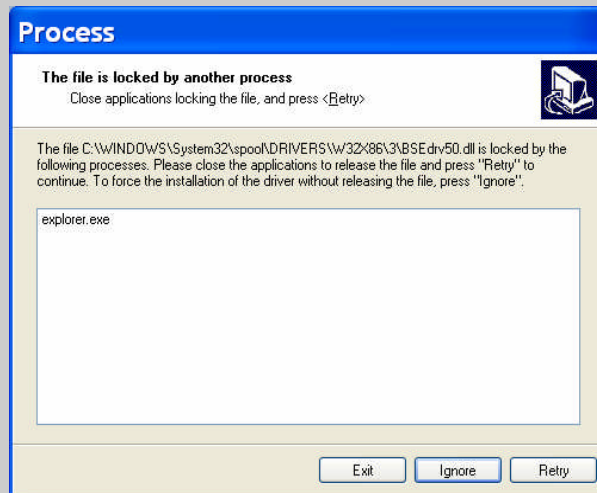 Process
The file is locked by another process
Close applications locking the file, and press <Retry>
The file C:\WINDOWS\System32\spool\DRIVERS\W32X86\3\BSEdrv50.dll is locked by the
following processes. Please close the applications to release the file and press "Retry" to
continue. To force the installation of the driver without releasing the file, press "Ignore".
explorer.exe
Exit Ignore Retry